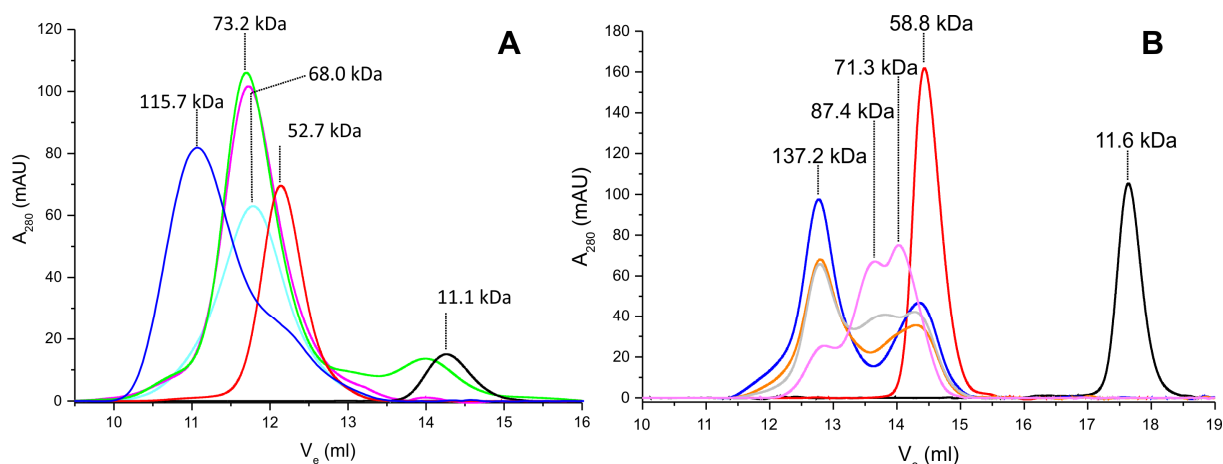 A
73.2 kDa
68.0 kDa
115.7 kDa
52.7 kDa
11.1 kDa
A280 (mAU)
120
100
80
60
40
20
0
10 11 12 13 14 15 16
Ve (ml)
B
58.8 kDa
71.3 kDa
87.4 kDa
137.2 kDa
11.6 kDa
A280 (mAU)
180
160
140
120
100
80
60
40
20
0
10 11 12 13 14 15 16 17 18 19
Ve (ml)